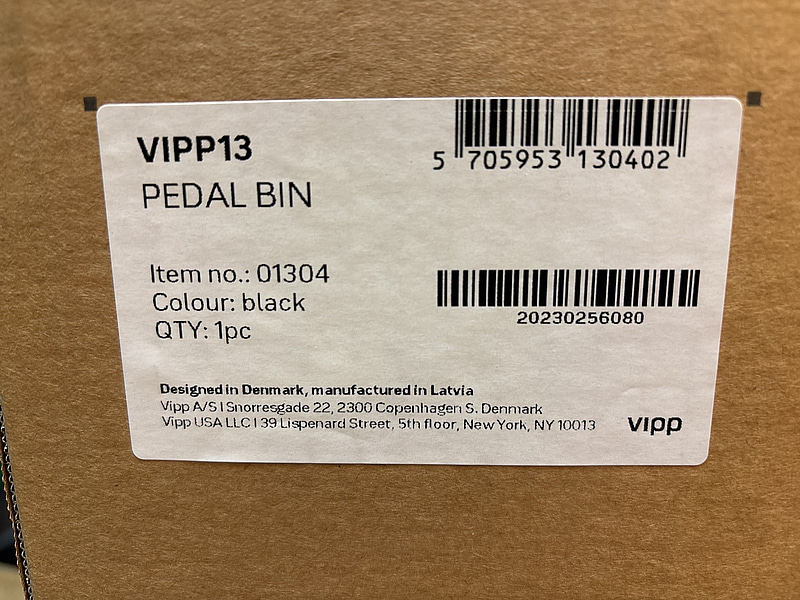 VIPP13
PEDAL BIN
5 705953 130402
Item no.: 01304
Colour: black
QTY: 1pc
20230256080
Designed in Denmark, manufactured in Latvia
Vipp A/S | Snorresgade 22, 2300 Copenhagen S. Denmark
Vipp USA LLC | 39 Lispenard Street, 5th floor, New York, NY 10013
vipp